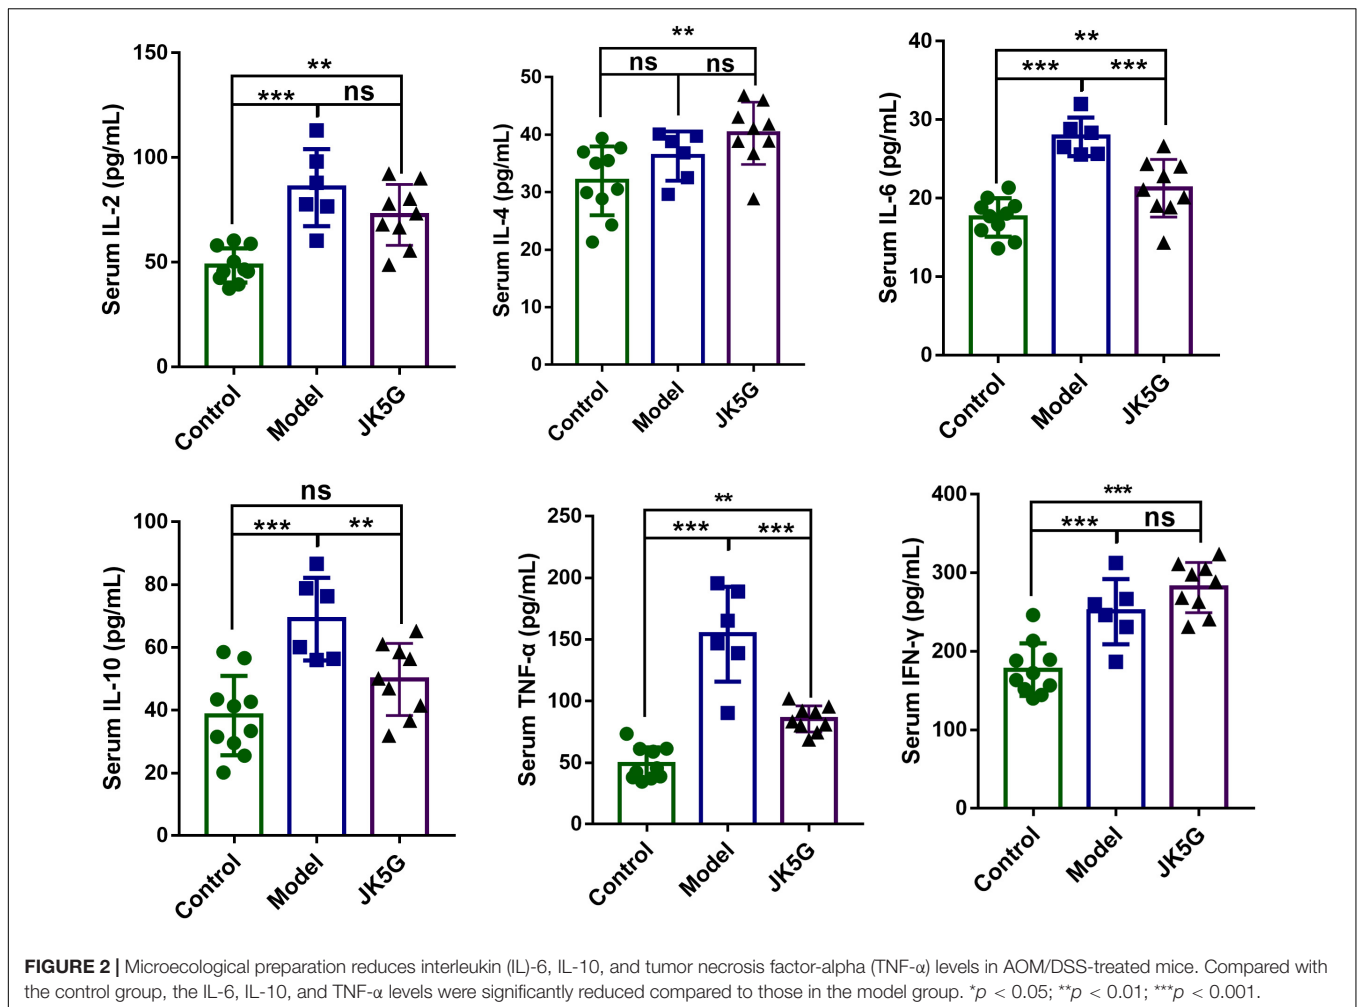 150
100
50
0
Serum IL-2 (pg/mL)
**
***
ns
Control
Model
JK5G
50
40
30
20
10
0
Serum IL-4 (pg/mL)
**
ns
ns
Control
Model
JK5G
40
30
20
10
0
Serum IL-6 (pg/mL)
**
***
***
Control
Model
JK5G
100
80
60
40
20
0
Serum IL-10 (pg/mL)
ns
***
**
Control
Model
JK5G
250
200
150
100
50
0
Serum TNF-α (pg/mL)
**
***
***
Control
Model
JK5G
400
300
200
100
0
Serum IFN-γ (pg/mL)
***
***
ns
Control
Model
JK5G
FIGURE 2 | Microecological preparation reduces interleukin (IL)-6, IL-10, and tumor necrosis factor-alpha (TNF-α) levels in AOM/DSS-treated mice. Compared with
the control group, the IL-6, IL-10, and TNF-α levels were significantly reduced compared to those in the model group. *p < 0.05; **p < 0.01; ***p < 0.001.